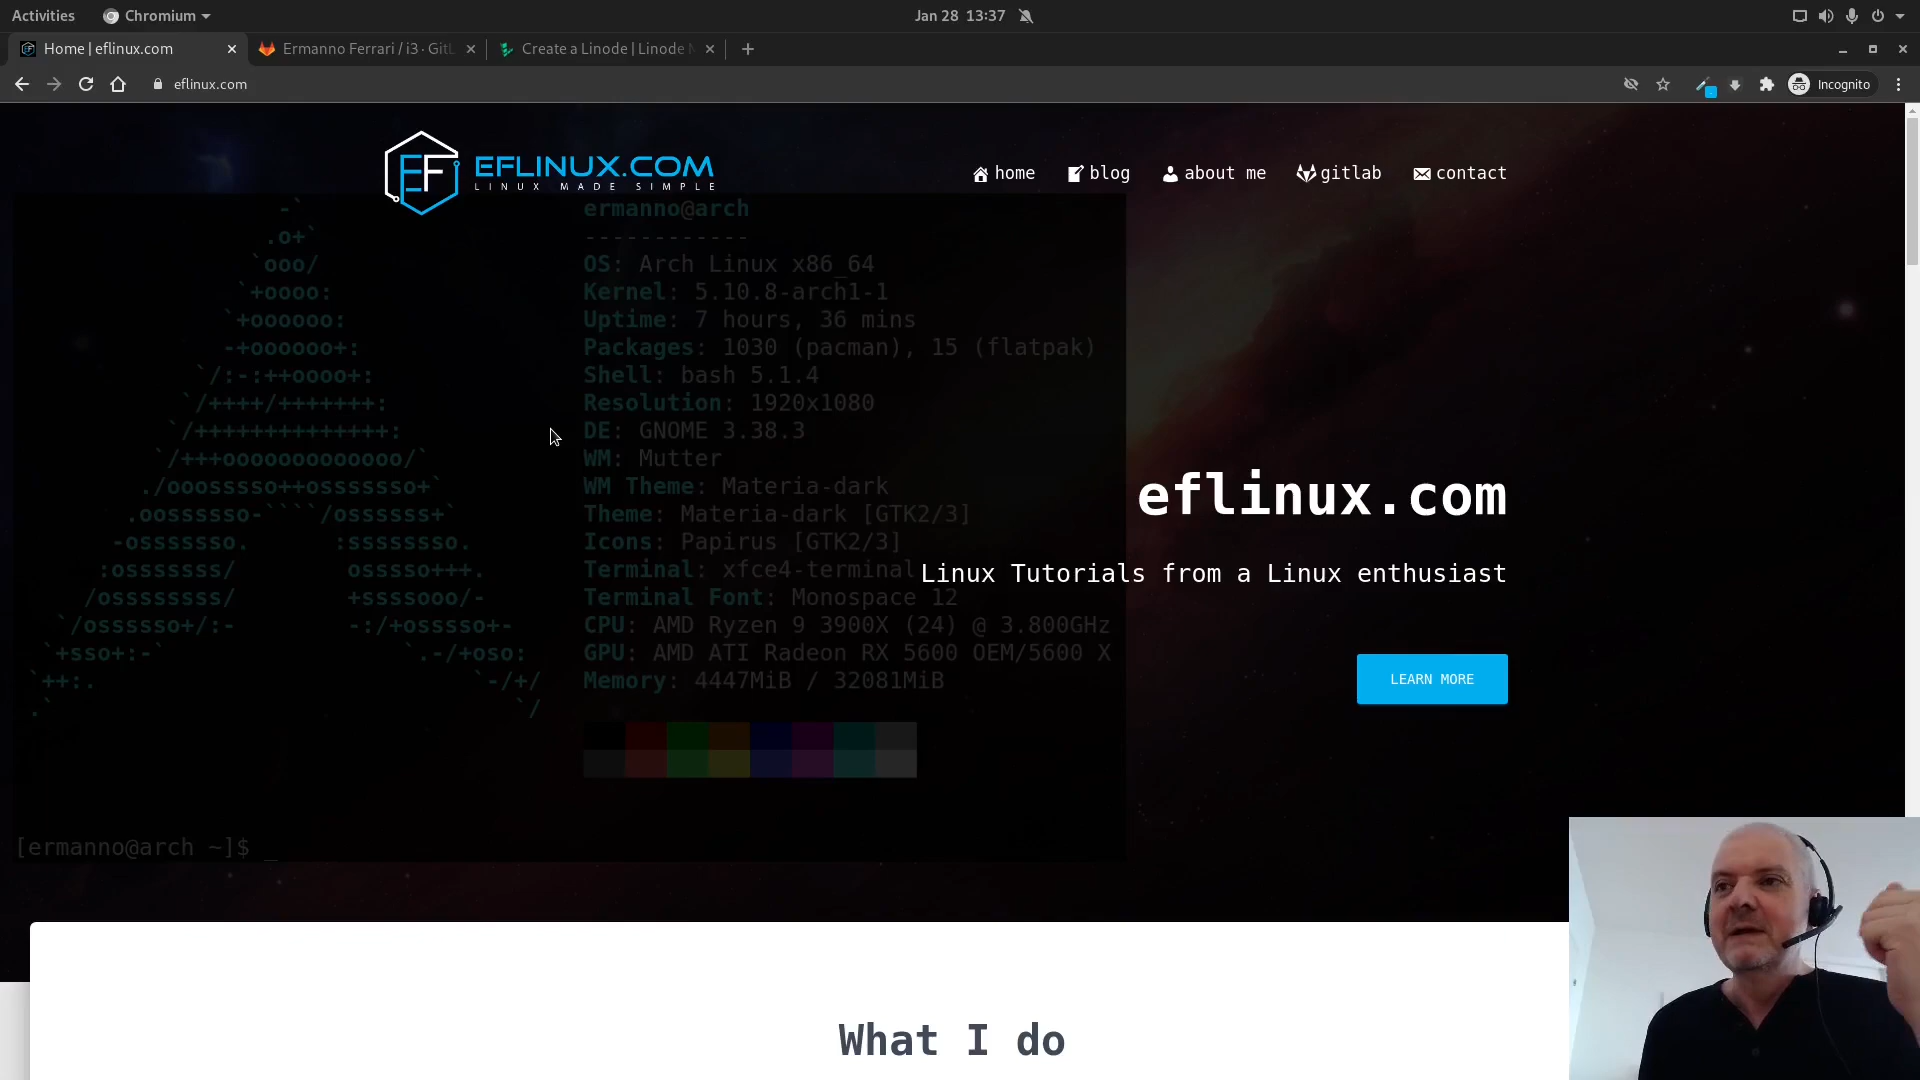 Activities
Chromium
Jan 28 13:37
Home | eflinux.com
Ermanno Ferrari / i3 · GitL
Create a Linode | Linode M
eflinux.com
Incognito
EF
EFLINUX.COM
LINUX MADE SIMPLE
home
blog
about me
gitlab
contact
ermanno@arch
------------
OS: Arch Linux x86_64
Kernel: 5.10.8-arch1-1
Uptime: 7 hours, 36 mins
Packages: 1030 (pacman), 15 (flatpak)
Shell: bash 5.1.4
Resolution: 1920x1080
DE: GNOME 3.38.3
WM: Mutter
WM Theme: Materia-dark
Theme: Materia-dark [GTK2/3]
Icons: Papirus [GTK2/3]
Terminal: xfce4-terminal
Terminal Font: Monospace 12
CPU: AMD Ryzen 9 3900X (24) @ 3.800GHz
GPU: AMD ATI Radeon RX 5600 OEM/5600 X
Memory: 4447MiB / 32081MiB
[ermanno@arch ~]$ _
eflinux.com
Linux Tutorials from a Linux enthusiast
LEARN MORE
What I do